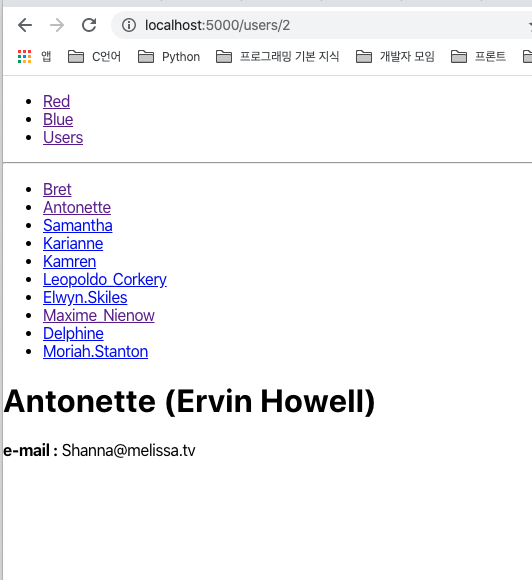 localhost:5000/users/2
앱 C언어 Python 프로그래밍 기본 지식 개발자 모임 프론트
Red
Blue
Users
Bret
Antonette
Samantha
Karianne
Kamren
Leopoldo_Corkery
Elwyn.Skiles
Maxime_Nienow
Delphine
Moriah.Stanton
Antonette (Ervin Howell)
e-mail : Shanna@melissa.tv